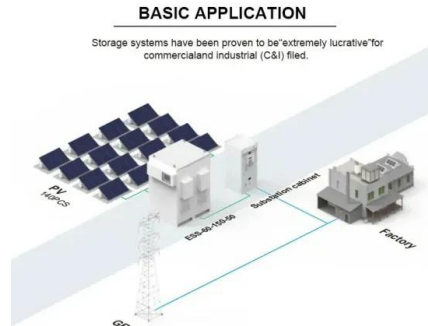 BASIC APPLICATION
Storage systems have been proven to be"extremely lucrative"for
commercialand industrial (C&I) filed.
PV
140PCS
ESS-60-150-50
Substation cabinet
Factory